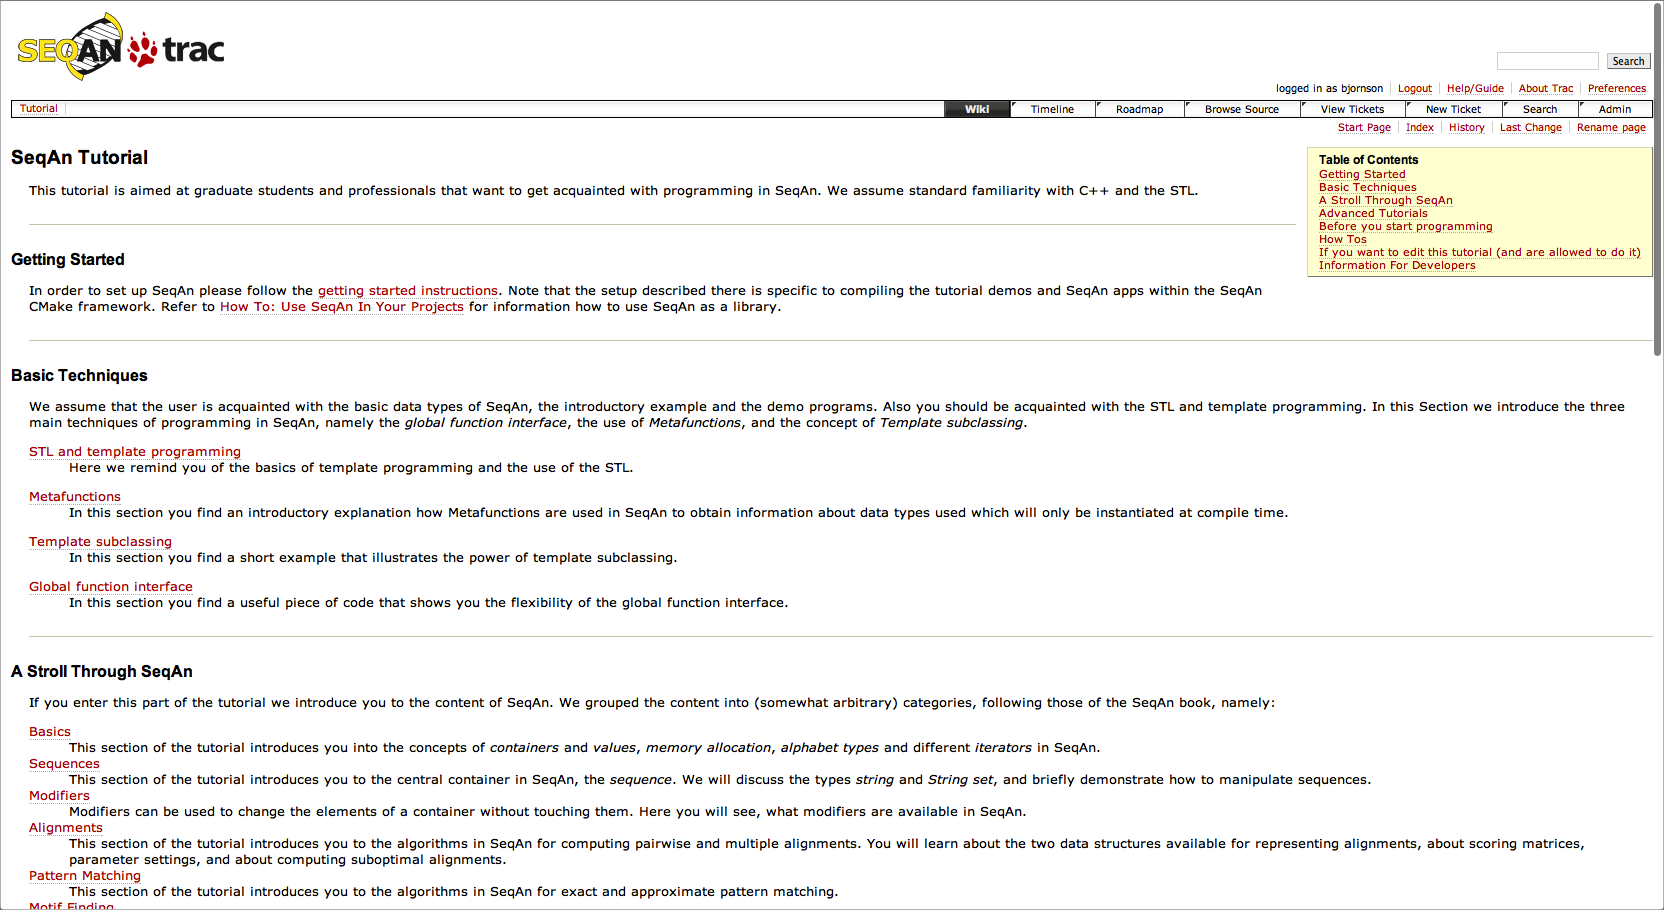 SEQAN trac
Search
logged in as bjornson Logout Help/Guide About Trac Preferences
Tutorial Wiki Timeline Roadmap Browse Source View Tickets New Ticket Search Admin
Start Page Index History Last Change Rename page
SeqAn Tutorial
This tutorial is aimed at graduate students and professionals that want to get acquainted with programming in SeqAn. We assume standard familiarity with C++ and the STL.
Table of Contents
Getting Started
Basic Techniques
A Stroll Through SeqAn
Advanced Tutorials
Before you start programming
How Tos
If you want to edit this tutorial (and are allowed to do it)
Information For Developers
Getting Started
In order to set up SeqAn please follow the getting started instructions. Note that the setup described there is specific to compiling the tutorial demos and SeqAn apps within the SeqAn
CMake framework. Refer to How To: Use SeqAn In Your Projects for information how to use SeqAn as a library.
Basic Techniques
We assume that the user is acquainted with the basic data types of SeqAn, the introductory example and the demo programs. Also you should be acquainted with the STL and template programming. In this Section we introduce the three
main techniques of programming in SeqAn, namely the global function interface, the use of Metafunctions, and the concept of Template subclassing.
STL and template programming
Here we remind you of the basics of template programming and the use of the STL.
Metafunctions
In this section you find an introductory explanation how Metafunctions are used in SeqAn to obtain information about data types used which will only be instantiated at compile time.
Template subclassing
In this section you find a short example that illustrates the power of template subclassing.
Global function interface
In this section you find a useful piece of code that shows you the flexibility of the global function interface.
A Stroll Through SeqAn
If you enter this part of the tutorial we introduce you to the content of SeqAn. We grouped the content into (somewhat arbitrary) categories, following those of the SeqAn book, namely:
Basics
This section of the tutorial introduces you into the concepts of containers and values, memory allocation, alphabet types and different iterators in SeqAn.
Sequences
This section of the tutorial introduces you to the central container in SeqAn, the sequence. We will discuss the types string and String set, and briefly demonstrate how to manipulate sequences.
Modifiers
Modifiers can be used to change the elements of a container without touching them. Here you will see, what modifiers are available in SeqAn.
Alignments
This section of the tutorial introduces you to the algorithms in SeqAn for computing pairwise and multiple alignments. You will learn about the two data structures available for representing alignments, about scoring matrices,
parameter settings, and about computing suboptimal alignments.
Pattern Matching
This section of the tutorial introduces you to the algorithms in SeqAn for exact and approximate pattern matching.
Motif Finding